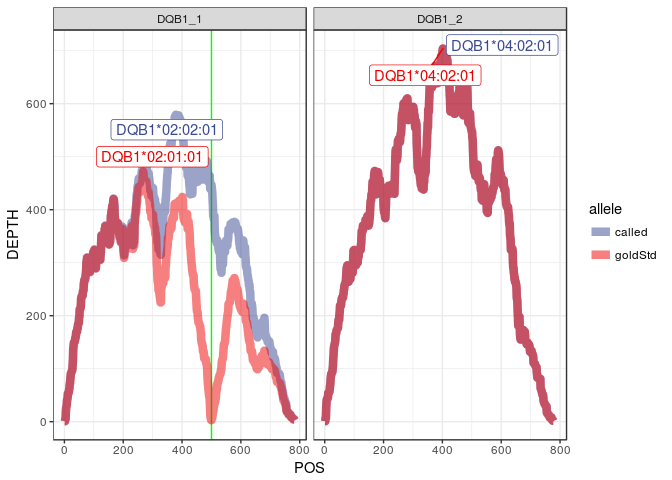 DQB1_1
DQB1_2
DQB1*04:02:01
DQB1*04:02:01
DQB1*02:02:01
DQB1*02:01:01
600
400
200
0
DEPTH
0 200 400 600 800
0 200 400 600 800
POS
allele
called
goldStd